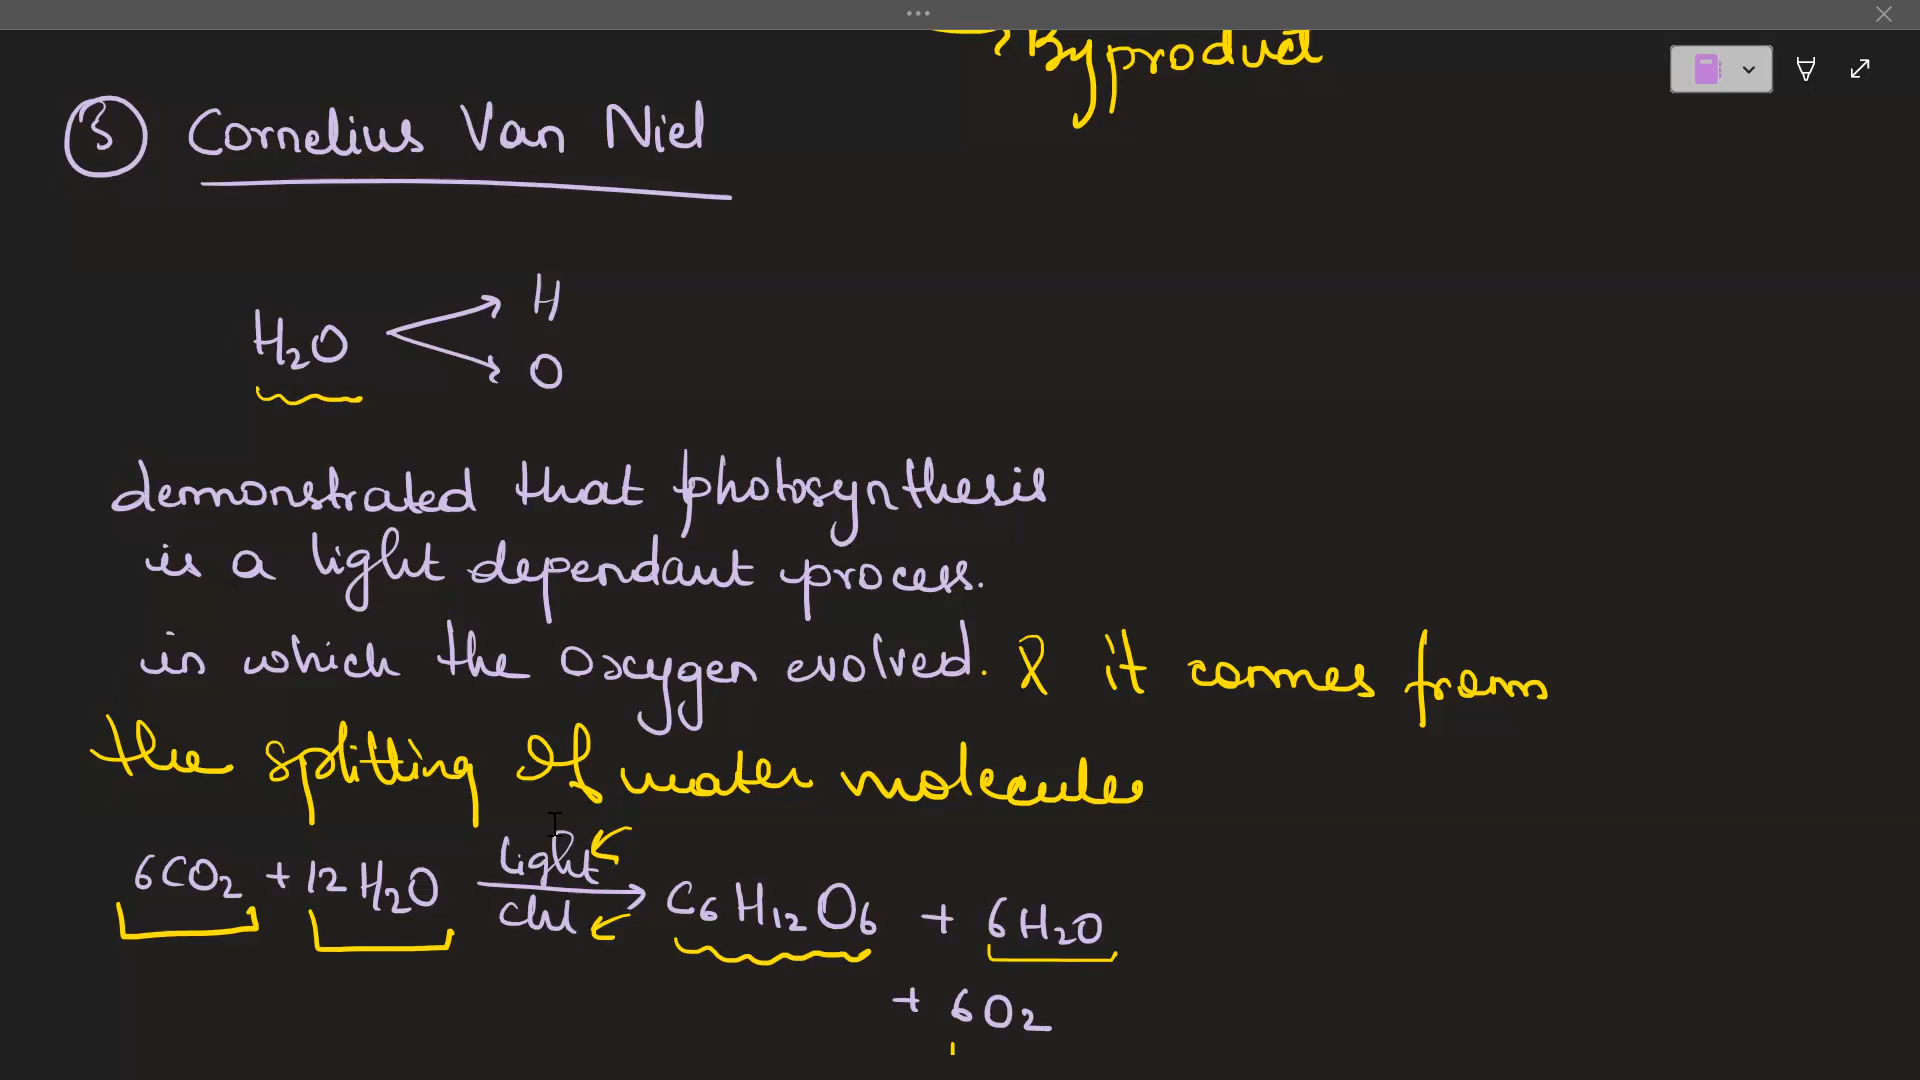 Byproduct
3 Cornelius Van Niel
H
H₂O
O
demonstrated that photosynthesis
is a light dependant process.
in which the oxygen evolved. & it comes from
the splitting Of water molecules
light
6CO₂ + 12 H₂O C₆H₁₂O₆ + 6H₂O
chl
+ 6O₂